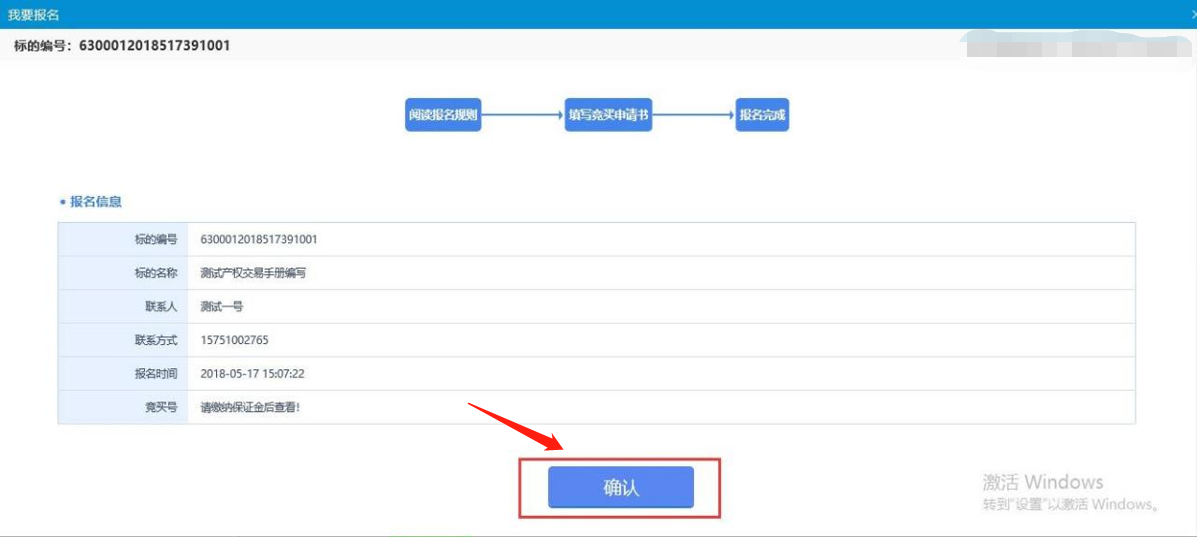 我要报名
标的编号：6300012018517391001
阅读报名规则 填写竞买申请书 报名完成
报名信息
标的编号 6300012018517391001
标的名称 测试产权交易手册编写
联系人 测试一号
联系方式 15751002765
报名时间 2018-05-17 15:07:22
竞买号 请缴纳保证金后查看!
确认
激活 Windows
转到"设置"以激活 Windows。